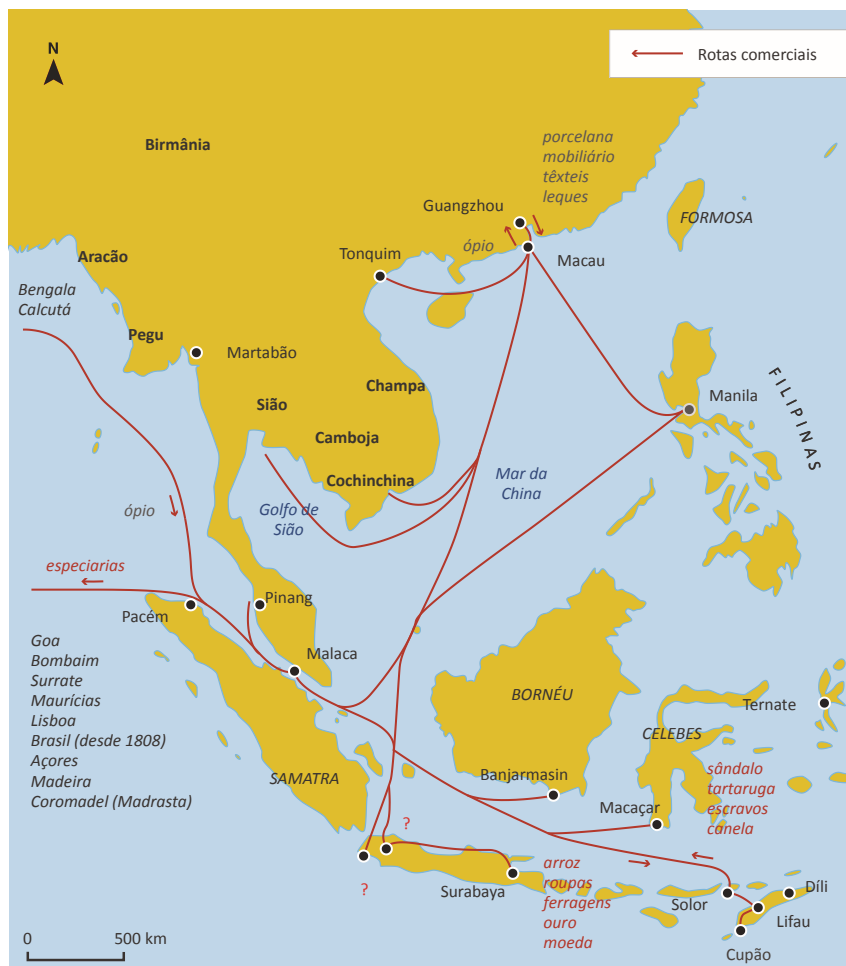 N
Rotas comerciais
Birmânia
porcelana
mobiliário
têxteis
leques
Guangzhou
FORMOSA
ópio
Macau
Tonquim
Aracão
Bengala
Calcutá
Pegu
Martabão
Champa
Manila
FILIPINAS
Sião
Camboja
Cochinchina
Mar da
China
Golfo de
Sião
ópio
especiarias
Pinang
Pacém
Malaca
Goa
Bombaim
Surrate
Maurícias
Lisboa
Brasil (desde 1808)
Açores
Madeira
Coromadel (Madrasta)
BORNÉU
Ternate
CELEBES
SAMATRA
Banjarmasin
sândalo
tartaruga
escravos
canela
Macaçar
?
?
arroz
roupas
ferragens
ouro
moeda
Surabaya
Solor
Díli
Lifau
Cupão
0
500 km